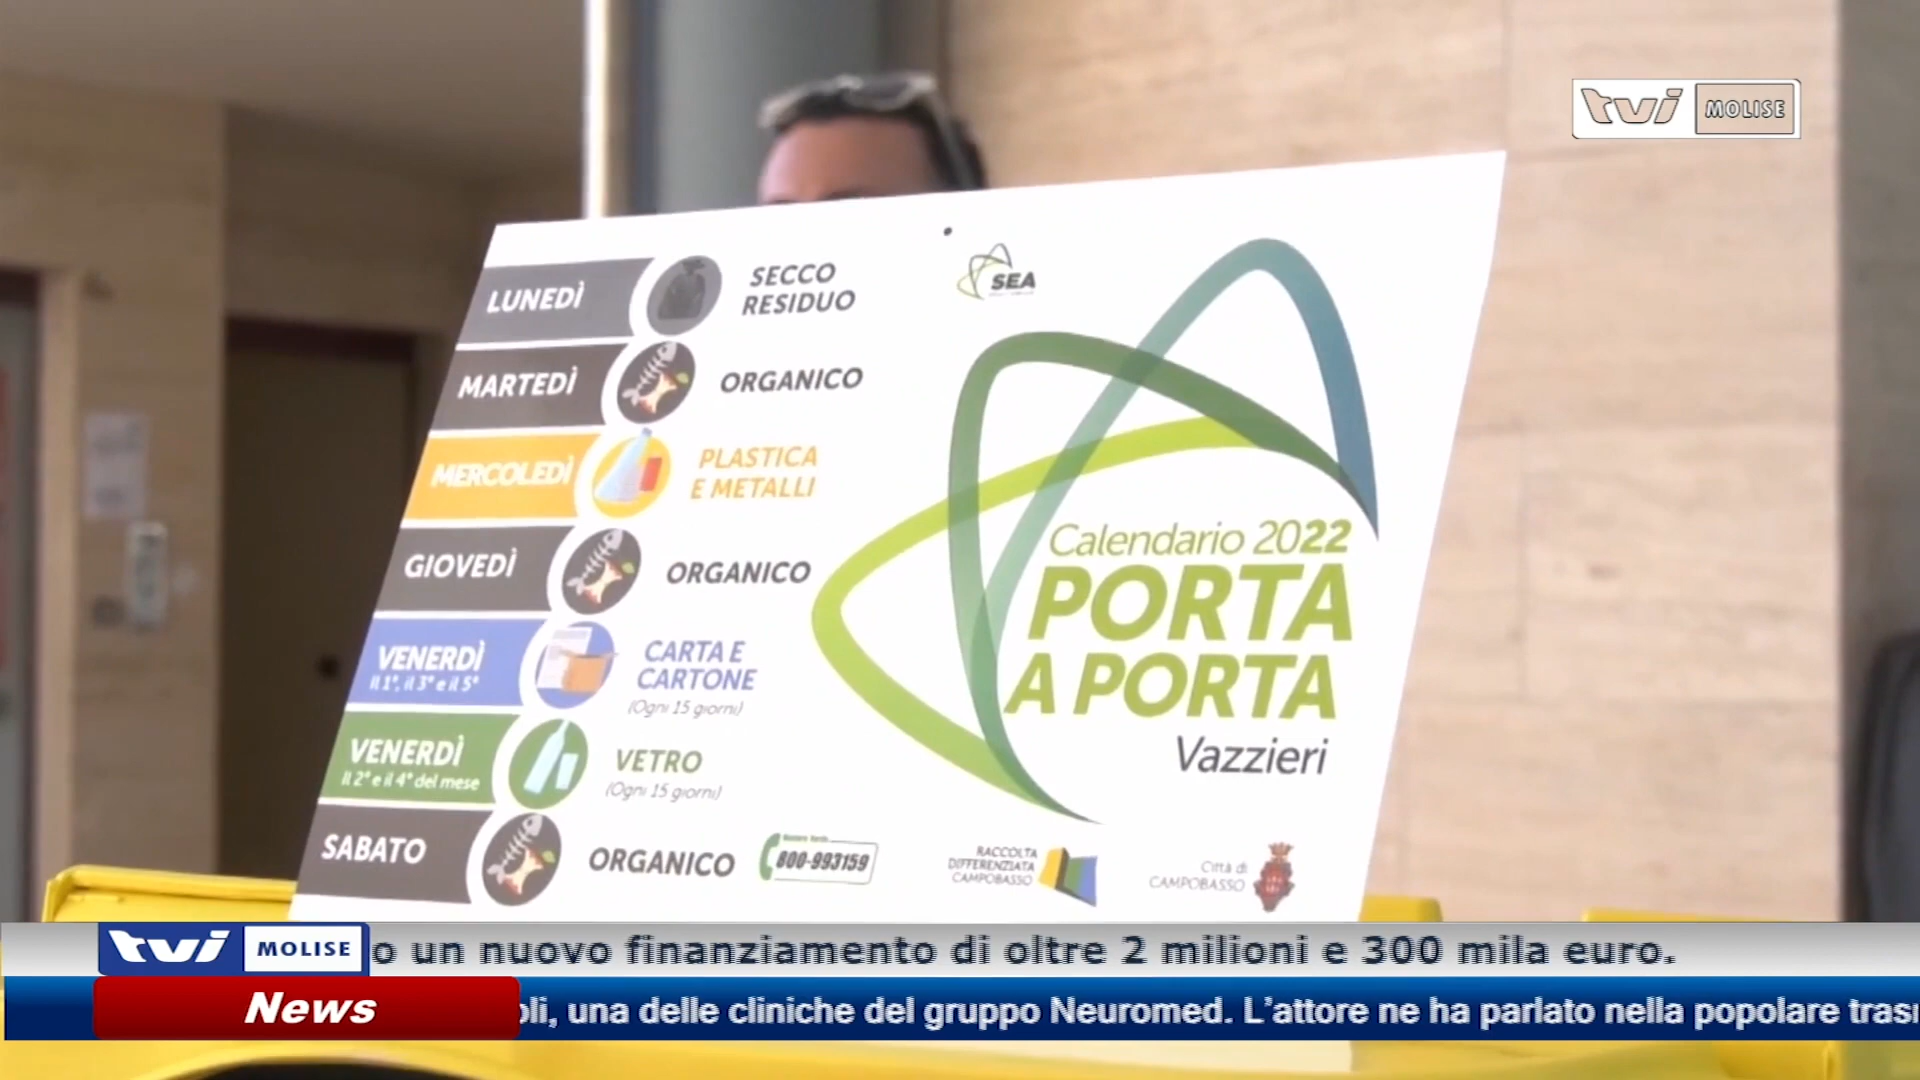 tvi MOLISE
LUNEDÌ
SECCO
RESIDUO
MARTEDÌ
ORGANICO
MERCOLEDÌ
PLASTICA
E METALLI
GIOVEDÌ
ORGANICO
VENERDÌ
il 1°, il 3° e il 5°
CARTA E
CARTONE
(Ogni 15 giorni)
VENERDÌ
Il 2° e il 4° del mese
VETRO
(Ogni 15 giorni)
SABATO
ORGANICO
Numero Verde
800-993159
SEA
Calendario 2022
PORTA
A PORTA
Vazzieri
RACCOLTA
DIFFERENZIATA
CAMPOBASSO
Città di
CAMPOBASSO
tvi MOLISE
o un nuovo finanziamento di oltre 2 milioni e 300 mila euro.
News
oli, una delle cliniche del gruppo Neuromed. L'attore ne ha parlato nella popolare tras